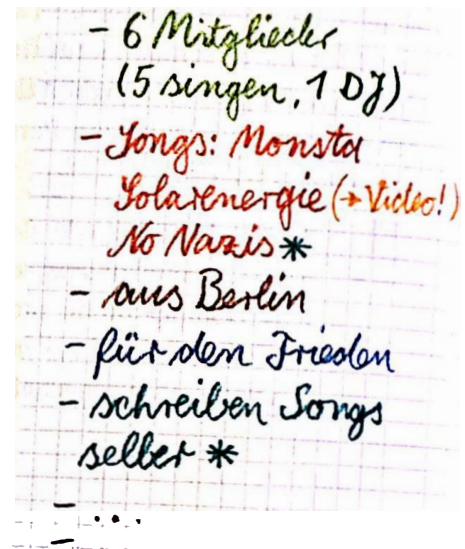 - 6 Mitglieder
(5 singen, 1 DJ)
- Songs: Monsta
Solarenergie (→ Video!)
No Nazis *
- aus Berlin
- für den Frieden
- schreiben Songs
selber *
- ...
-